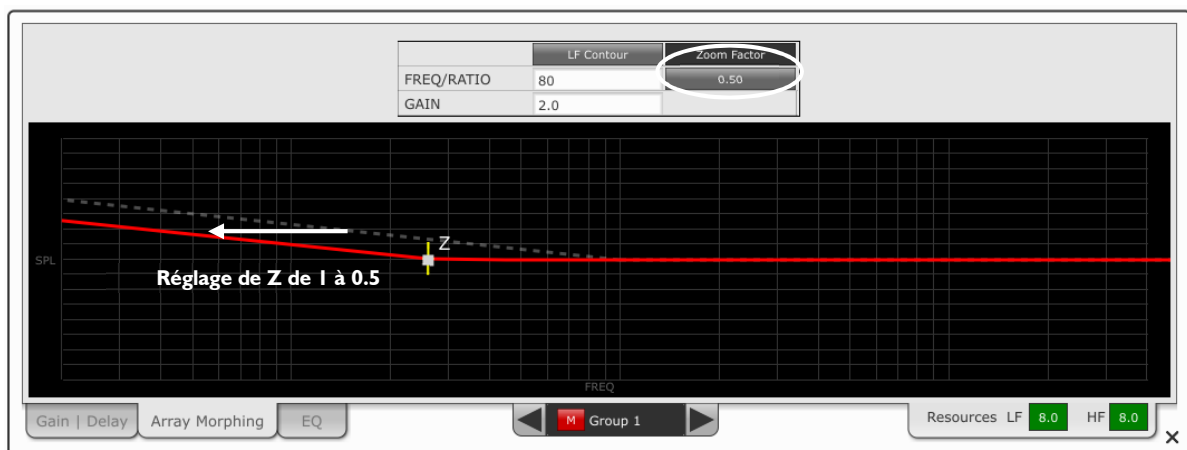 LF Contour Zoom Factor
FREQ/RATIO 80 0.50
GAIN 2.0
Z
SPL
Réglage de Z de 1 à 0.5
FREQ
Gain | Delay Array Morphing EQ M Group 1 Resources LF 8.0 HF 8.0